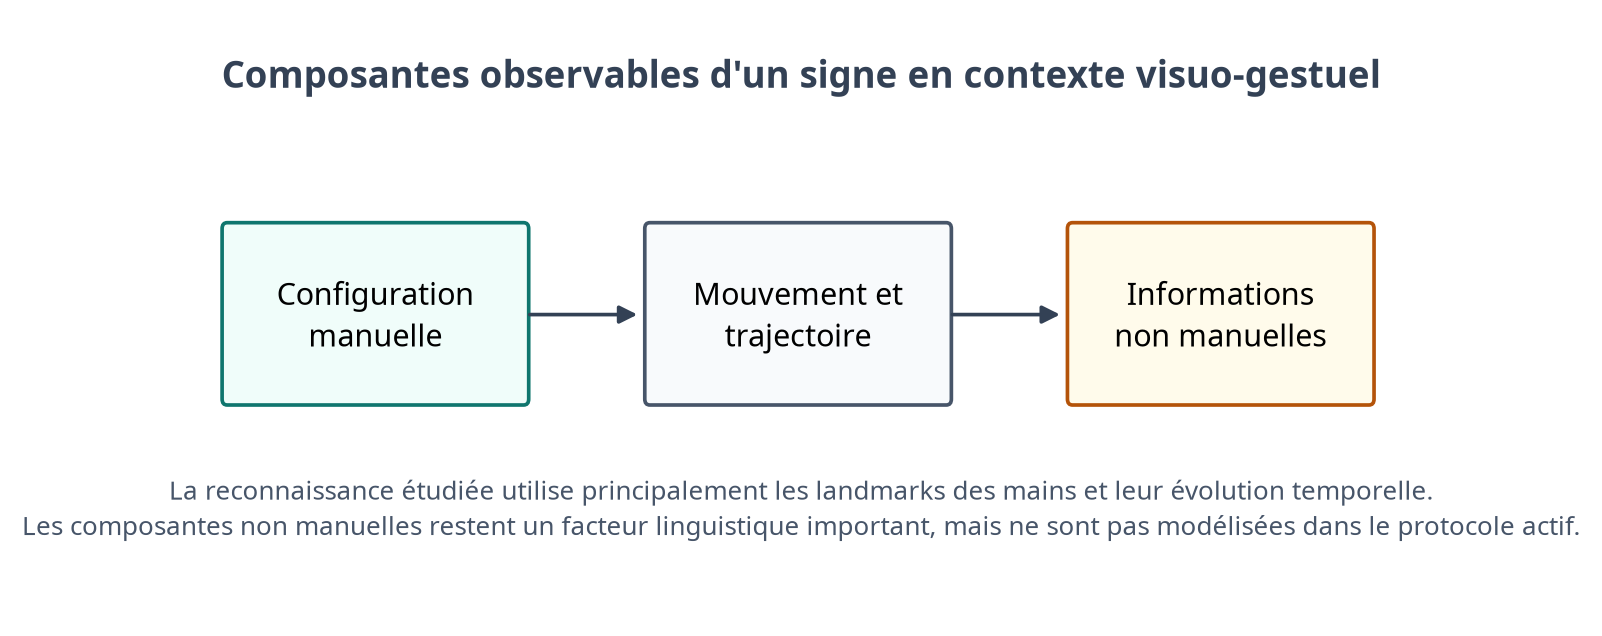 Composantes observables d'un signe en contexte visuo-gestuel
Configuration
manuelle
Mouvement et
trajectoire
Informations
non manuelles
La reconnaissance étudiée utilise principalement les landmarks des mains et leur évolution temporelle.
Les composantes non manuelles restent un facteur linguistique important, mais ne sont pas modélisées dans le protocole actif.